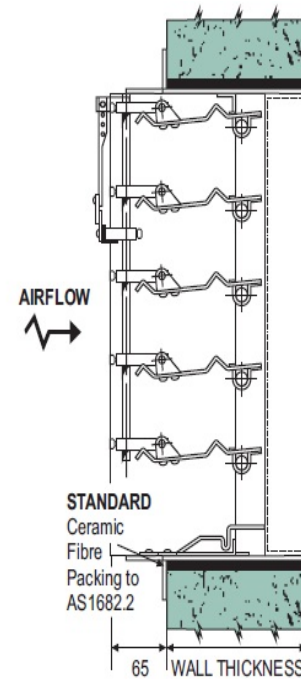 AIRFLOW
STANDARD
Ceramic
Fibre
Packing to
AS1682.2
65 WALL THICKNESS